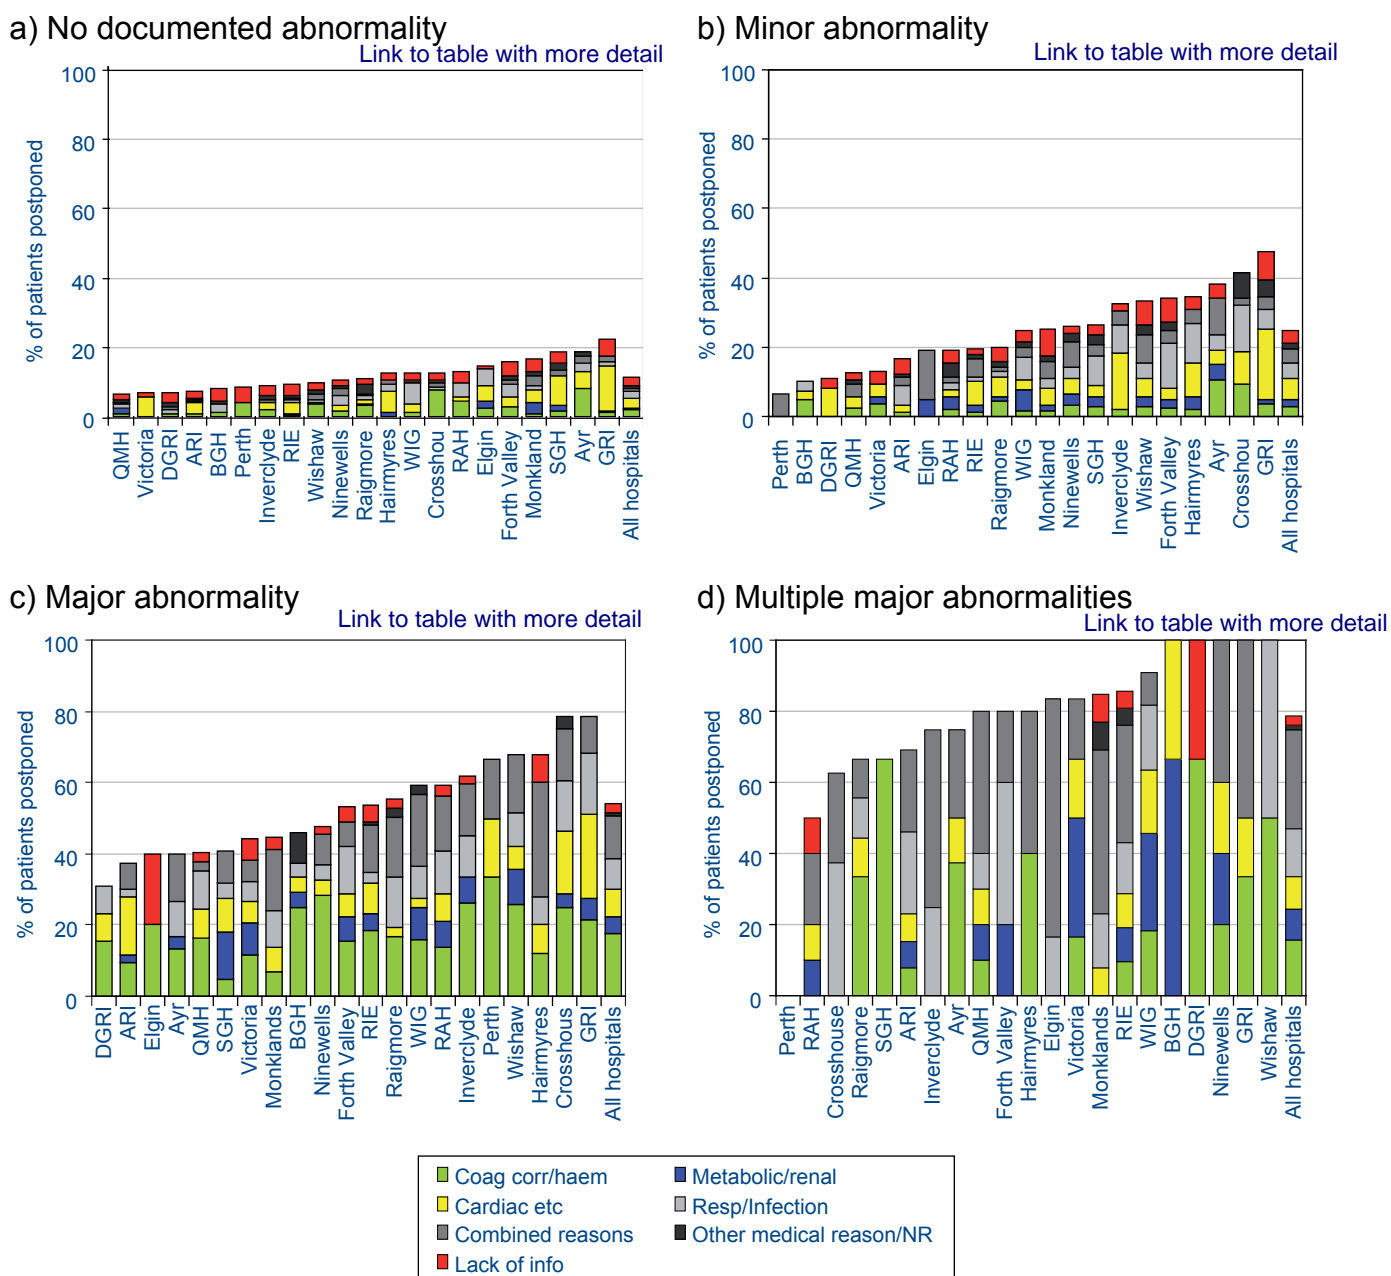 a) No documented abnormality
Link to table with more detail
100
80
60
40
20
0
% of patients postponed
QMH
Victoria
DGRI
ARI
BGH
Perth
Inverclyde
RIE
Wishaw
Ninewells
Raigmore
Hairmyres
WIG
Crosshou
RAH
Elgin
Forth Valley
Monkland
SGH
Ayr
GRI
All hospitals
b) Minor abnormality
Link to table with more detail
100
80
60
40
20
0
% of patients postponed
Perth
BGH
DGRI
QMH
Victoria
ARI
Elgin
RAH
RIE
Raigmore
WIG
Monkland
Ninewells
SGH
Inverclyde
Wishaw
Forth Valley
Hairmyres
Ayr
Crosshou
GRI
All hospitals
c) Major abnormality
Link to table with more detail
100
80
60
40
20
0
% of patients postponed
DGRI
ARI
Elgin
Ayr
QMH
SGH
Victoria
Monklands
BGH
Ninewells
Forth Valley
RIE
Raigmore
WIG
RAH
Inverclyde
Perth
Wishaw
Hairmyres
Crosshous
GRI
All hospitals
d) Multiple major abnormalities
Link to table with more detail
100
80
60
40
20
0
% of patients postponed
Perth
RAH
Crosshouse
Raigmore
SGH
ARI
Inverclyde
Ayr
QMH
Forth Valley
Hairmyres
Elgin
Victoria
Monklands
RIE
WIG
BGH
DGRI
Ninewells
GRI
Wishaw
All hospitals
Coag corr/haem
Metabolic/renal
Cardiac etc
Resp/Infection
Combined reasons
Other medical reason/NR
Lack of info